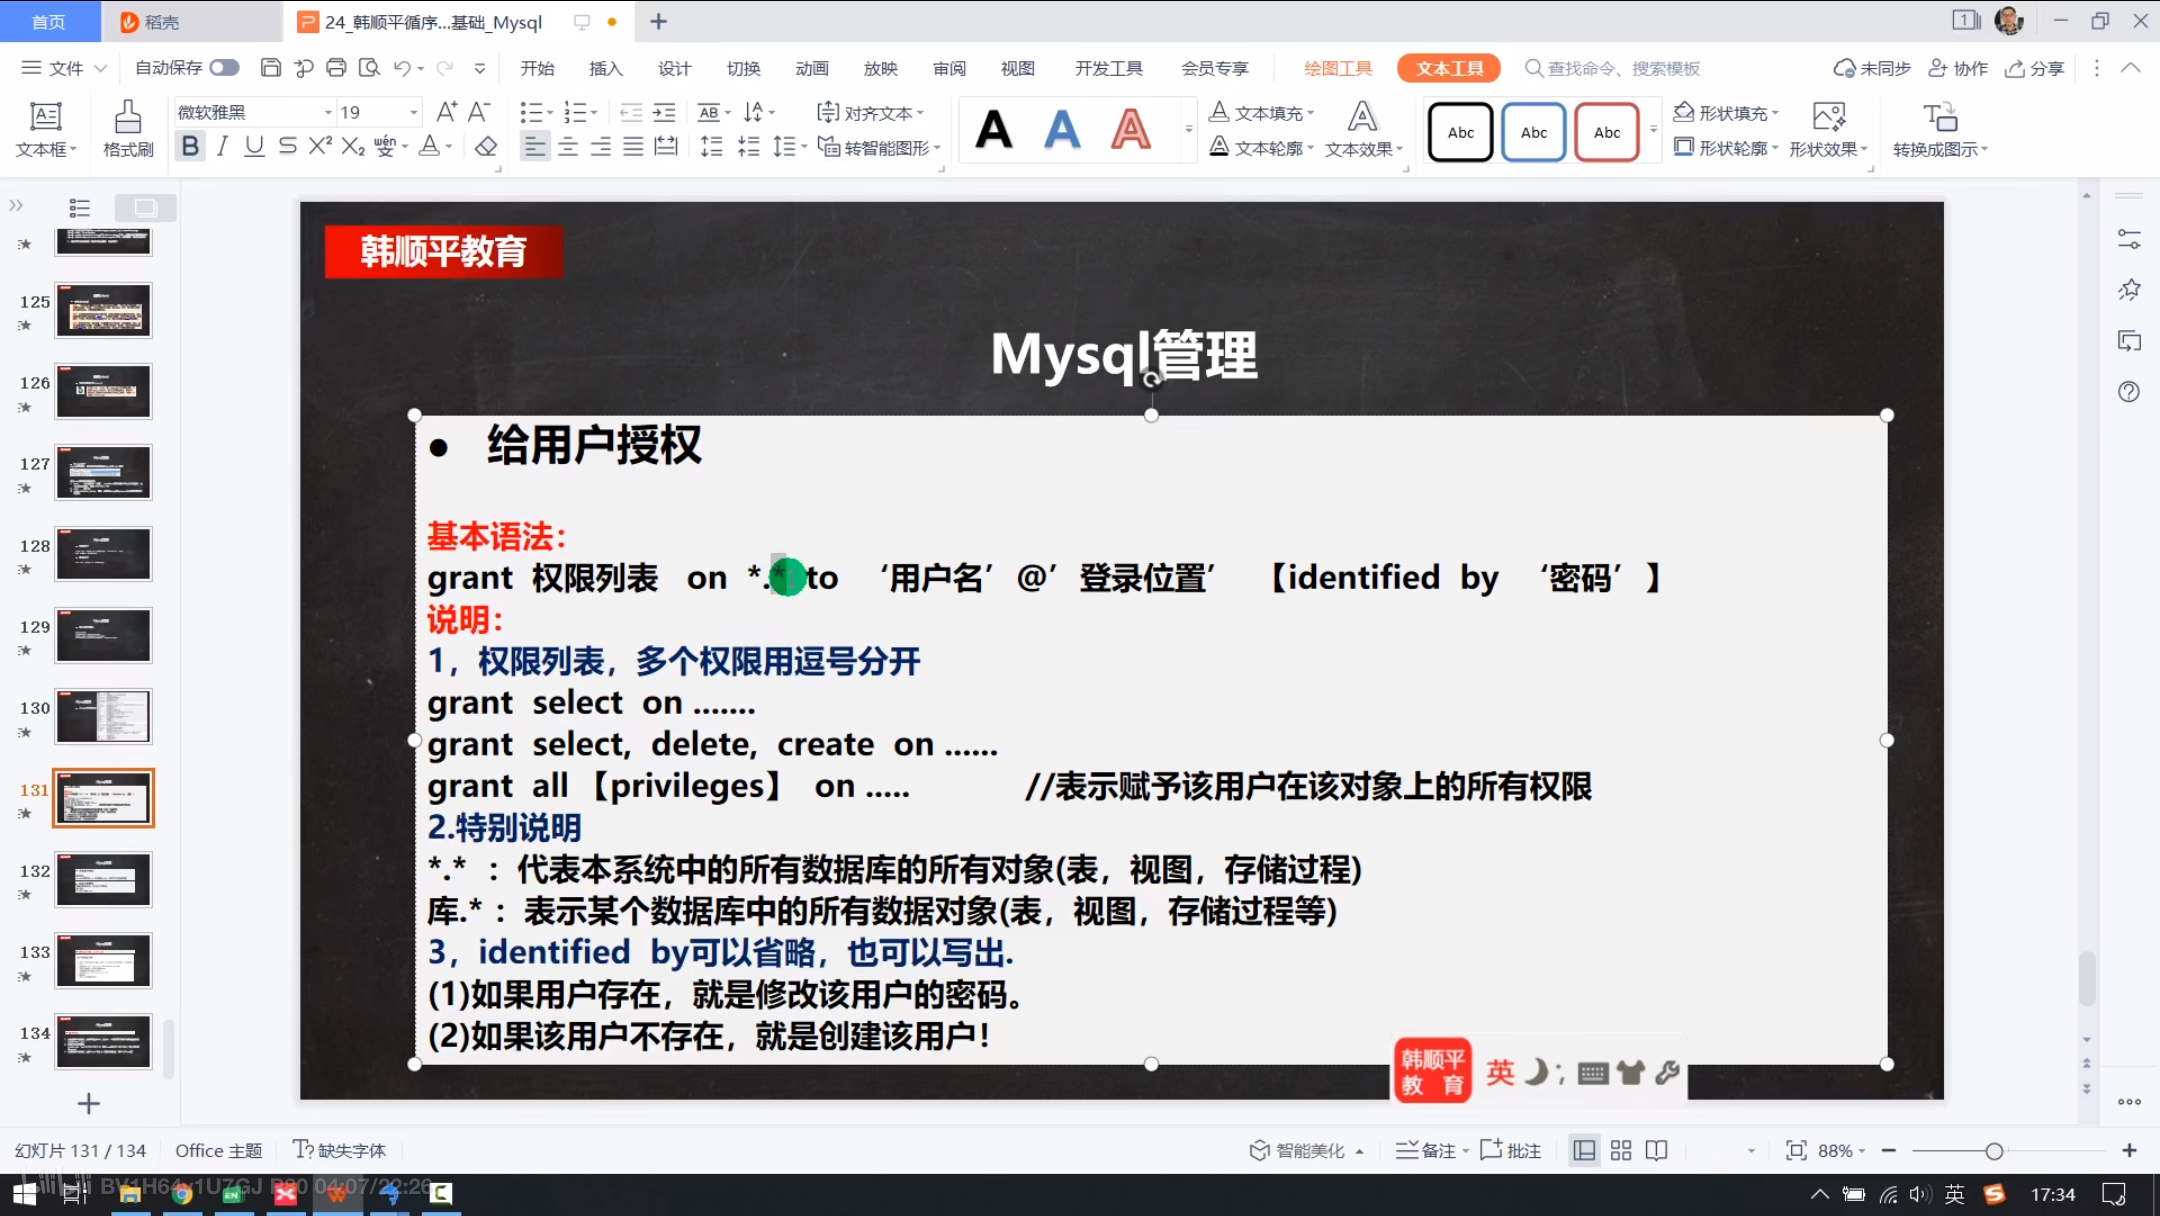 首页
稻壳
24_韩顺平循序...基础_Mysql
文件
自动保存
开始
插入
设计
切换
动画
放映
审阅
视图
开发工具
会员专享
绘图工具
文本工具
查找命令、搜索模板
未同步
协作
分享
文本框
格式刷
微软雅黑
19
对齐文本
转智能图形
文本填充
文本轮廓
文本效果
Abc
Abc
Abc
形状填充
形状轮廓
形状效果
转换成图示
125
126
127
128
129
130
131
132
133
134
韩顺平教育
Mysql管理
● 给用户授权
基本语法：
grant 权限列表 on *.* to ‘用户名’ @’登录位置’ 【identified by ‘密码’】
说明：
1，权限列表，多个权限用逗号分开
grant select on .......
grant select, delete, create on ......
grant all 【privileges】 on ..... //表示赋予该用户在该对象上的所有权限
2.特别说明
*.* ：代表本系统中的所有数据库的所有对象(表，视图，存储过程)
库.*：表示某个数据库中的所有数据对象(表，视图，存储过程等)
3，identified by可以省略，也可以写出.
(1)如果用户存在，就是修改该用户的密码。
(2)如果该用户不存在，就是创建该用户！
韩顺平
教 育
英
幻灯片 131 / 134
Office 主题
缺失字体
智能美化
备注
批注
88%
英
17:34